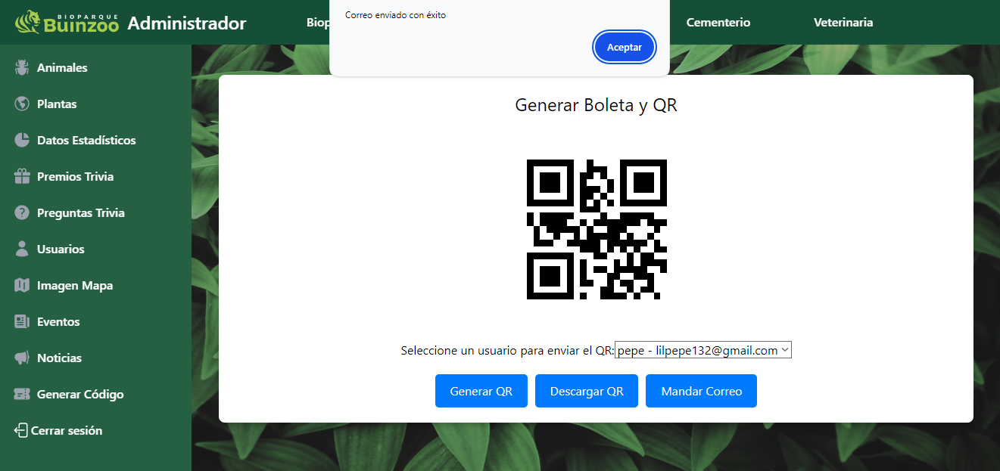 BIOPARQUE
BUINZOO
Administrador
Correo enviado con éxito
Aceptar
Cementerio
Veterinaria
Animales
Plantas
Datos Estadísticos
Premios Trivia
Preguntas Trivia
Usuarios
Imagen Mapa
Eventos
Noticias
Generar Código
Cerrar sesión
Generar Boleta y QR
Seleccione un usuario para enviar el QR: pepe - lilpepe132@gmail.com
Generar QR
Descargar QR
Mandar Correo